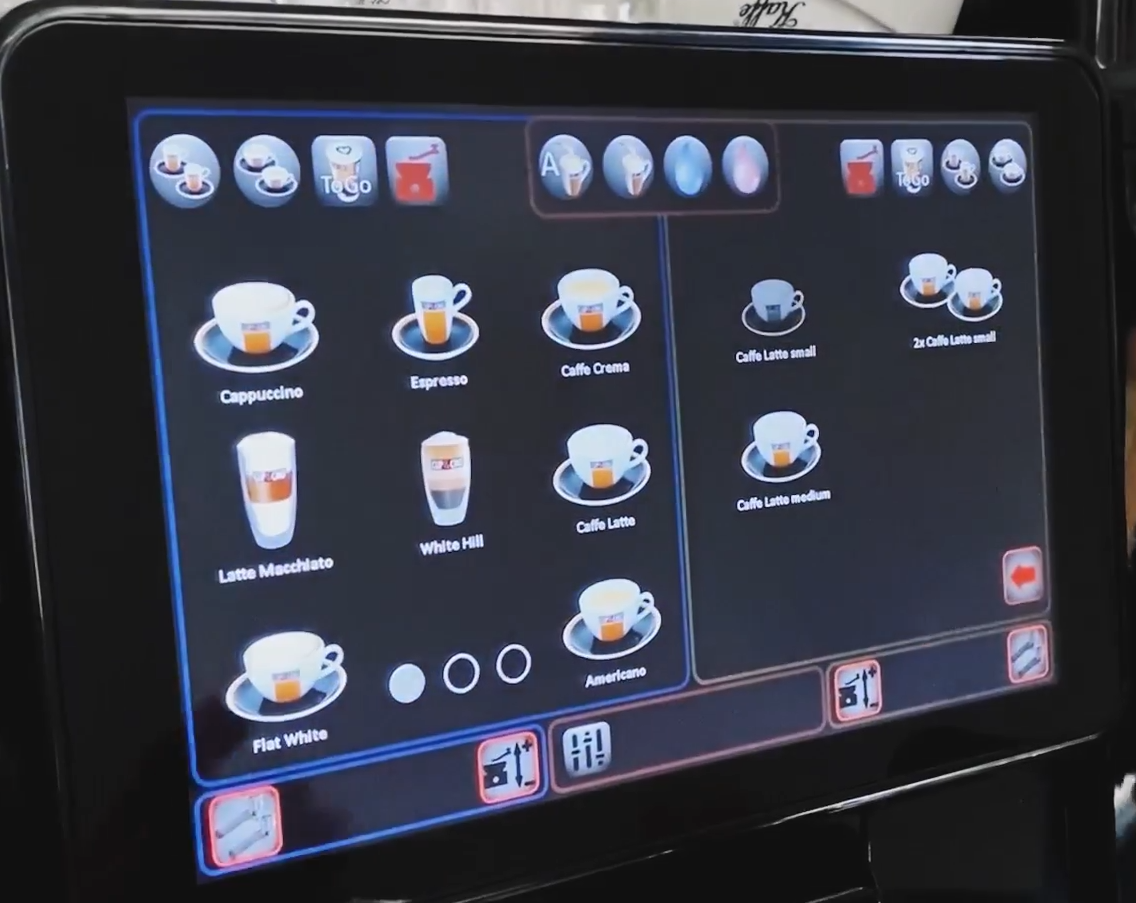 Kaffe
ToGo
A
ToGo
Cappuccino
Espresso
Caffe Crema
Caffe Latte small
2x Caffe Latte small
Latte Macchiato
White Hill
Caffe Latte
Caffe Latte medium
Flat White
Americano